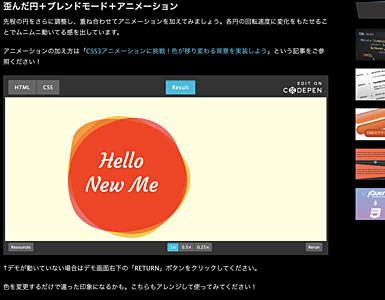 歪んだ円＋ブレンドモード＋アニメーション
先程の円をさらに調整し、重ね合わせてアニメーションを加えてみましょう。各円の回転速度に変化をもたせるこ
とでムニムニ動いてる感を出しています。
アニメーションの加え方は「CSS3アニメーションに挑戦！色が移り変わる背景を実装しよう」という記事をご参
照ください！
HTML CSS Result EDIT ON CODEPEN
Hello
New Me
Resources 1× 0.5× 0.25× Rerun
↑デモが動いていない場合はデモ画面右下の「RETURN」ボタンをクリックしてください。
色を変更するだけで違った印象になるかも。こちらもアレンジして使ってみてください！